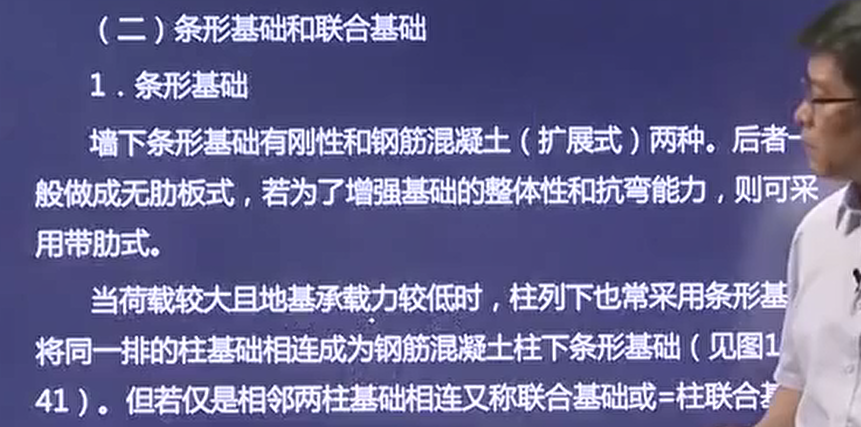 （二）条形基础和联合基础
1．条形基础
墙下条形基础有刚性和钢筋混凝土（扩展式）两种。后者一
般做成无肋板式，若为了增强基础的整体性和抗弯能力，则可采
用带肋式。
当荷载较大且地基承载力较低时，柱列下也常采用条形基
将同一排的柱基础相连成为钢筋混凝土柱下条形基础（见图1
41）。但若仅是相邻两柱基础相连又称联合基础或=柱联合基